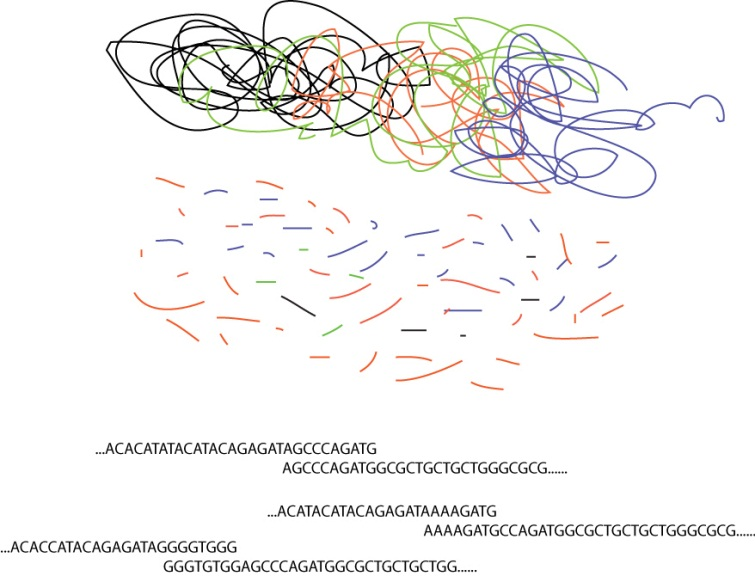 ...ACACATATACATACAGAGATAGCCCAGATG
AGCCCAGATGGCGCTGCTGCTGGGCGCG......
...ACATACATACAGAGATAAAAGATG
AAAAGATGCCAGATGGCGCTGCTGCTGGGCGCG......
...ACACCATACAGAGATAGGGGTGGG
GGGTGTGGAGCCCAGATGGCGCTGCTGCTGG......